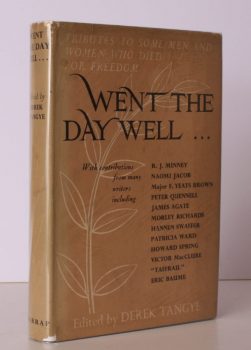 WENT
THE
DAY
WELL...
Edited by
DEREK
TANGYE
HARRAP
TRIBUTES TO SOME MEN AND
WOMEN WHO DIED
FOR FREEDOM
WENT THE
DAY WELL ...
With contributions
from many
writers
including
R. J. MINNEY
NAOMI JACOB
Major F. YEATS BROWN
PETER QUENNELL
JAMES AGATE
MORLEY RICHARDS
HANNEN SWAFFER
PATRICIA WARD
HOWARD SPRING
VICTOR MacCLURE
"TAFFRAIL"
ERIC BAUME
Edited by DEREK TANGYE